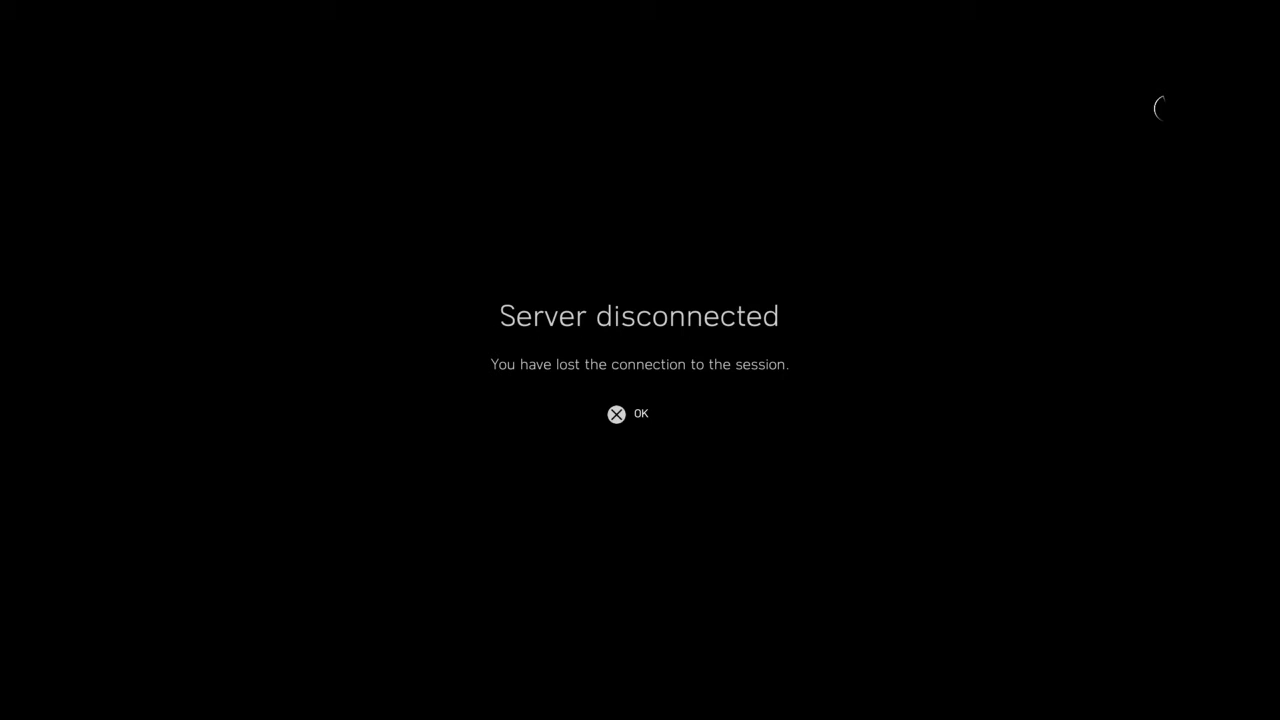 Server disconnected
You have lost the connection to the session.
OK